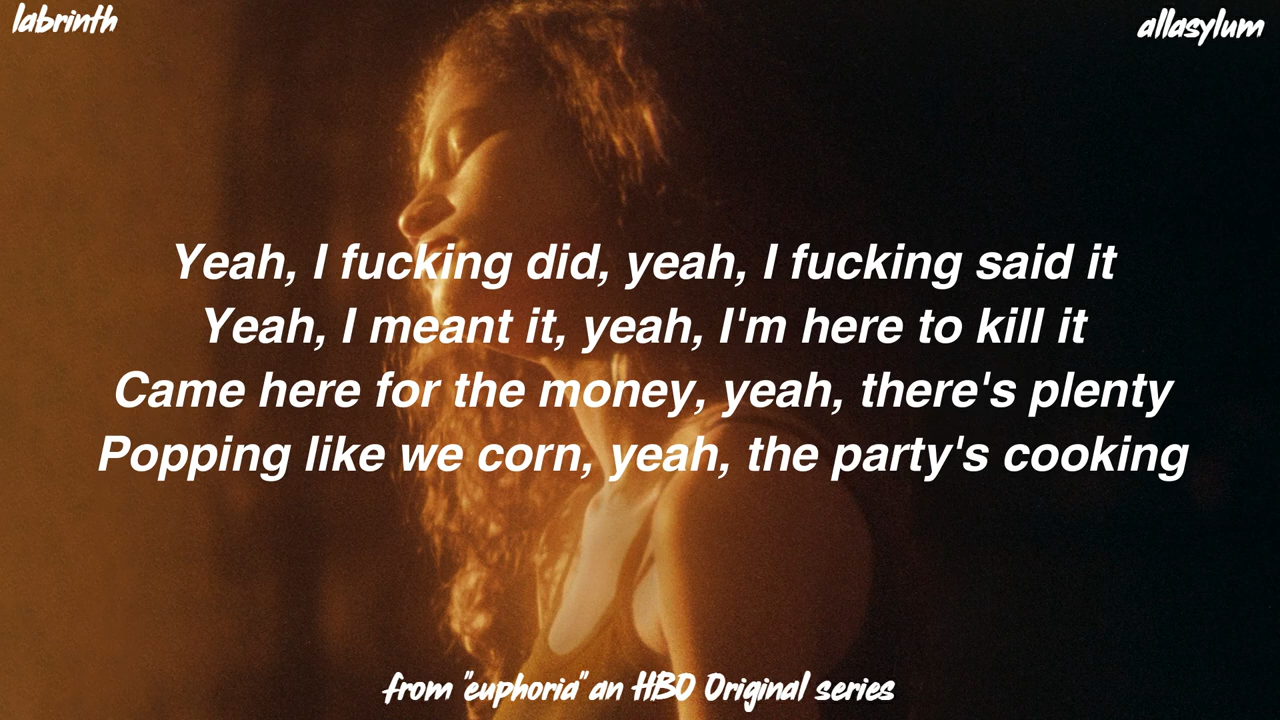 labrinth
allasylum
Yeah, I fucking did, yeah, I fucking said it
Yeah, I meant it, yeah, I'm here to kill it
Came here for the money, yeah, there's plenty
Popping like we corn, yeah, the party's cooking
from "euphoria" an HBO Original series